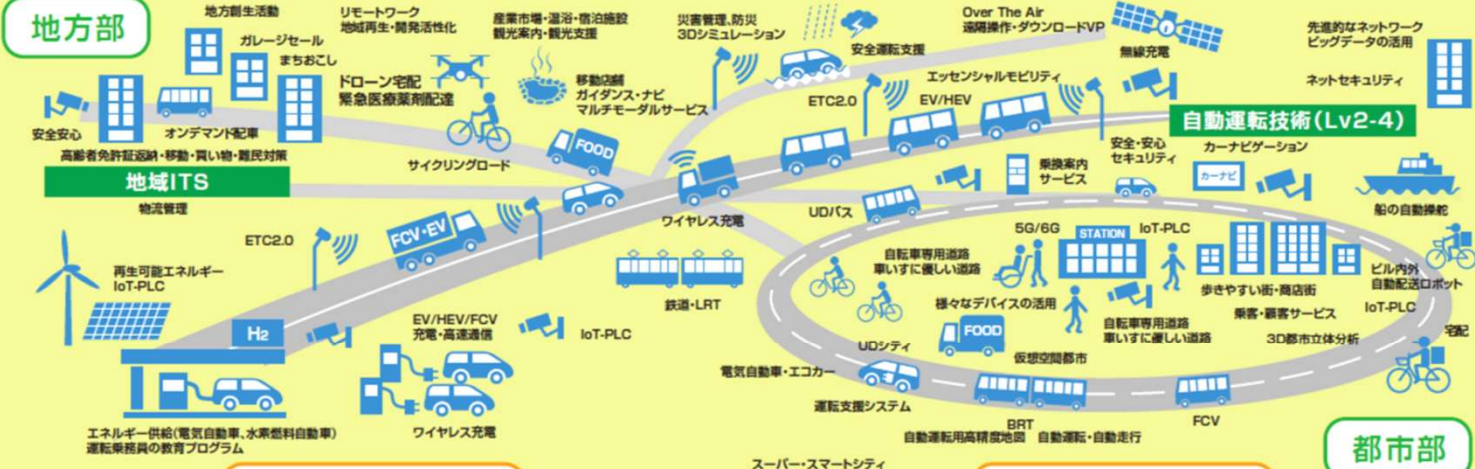 地方部
地方創生活動
ガレージセール
まちおこし
リモートワーク
地域再生・開発活性化
ドローン宅配
緊急医療薬剤配達
産業市場・温浴・宿泊施設
観光案内・観光支援
移動店舗
ガイダンス・ナビ
マルチモーダルサービス
災害管理、防災
3Dシミュレーション
安全運転支援
Over The Air
遠隔操作・ダウンロードVP
無線充電
先進的なネットワーク
ビッグデータの活用
ネットセキュリティ
安全安心
オンデマンド配車
高齢者免許証返納・移動・買い物・難民対策
サイクリングロード
FOOD
ETC2.0
エッセンシャルモビリティ
EV/HEV
自動運転技術(Lv2-4)
地域ITS
物流管理
ワイヤレス充電
UDバス
乗換案内
サービス
安全・安心
セキュリティ
カーナビゲーション
カーナビ
船の自動操舵
ETC2.0
FCV・EV
再生可能エネルギー
IoT-PLC
鉄道・LRT
自転車専用道路
車いすに優しい道路
5G/6G
STATION
IoT-PLC
歩きやすい街・商店街
ビル内外
自動配送ロボット
乗客・顧客サービス
IoT-PLC
様々なデバイスの活用
FOOD
自転車専用道路
車いすに優しい道路
3D都市立体分析
宅配
H2
EV/HEV/FCV
充電・高速通信
IoT-PLC
UDシティ
仮想空間都市
電気自動車・エコカー
運転支援システム
BRT
FCV
自動運転用高精度地図
自動運転・自動走行
ワイヤレス充電
エネルギー供給(電気自動車、水素燃料自動車)
運転乗務員の教育プログラム
都市部
スーパー・スマートシティ